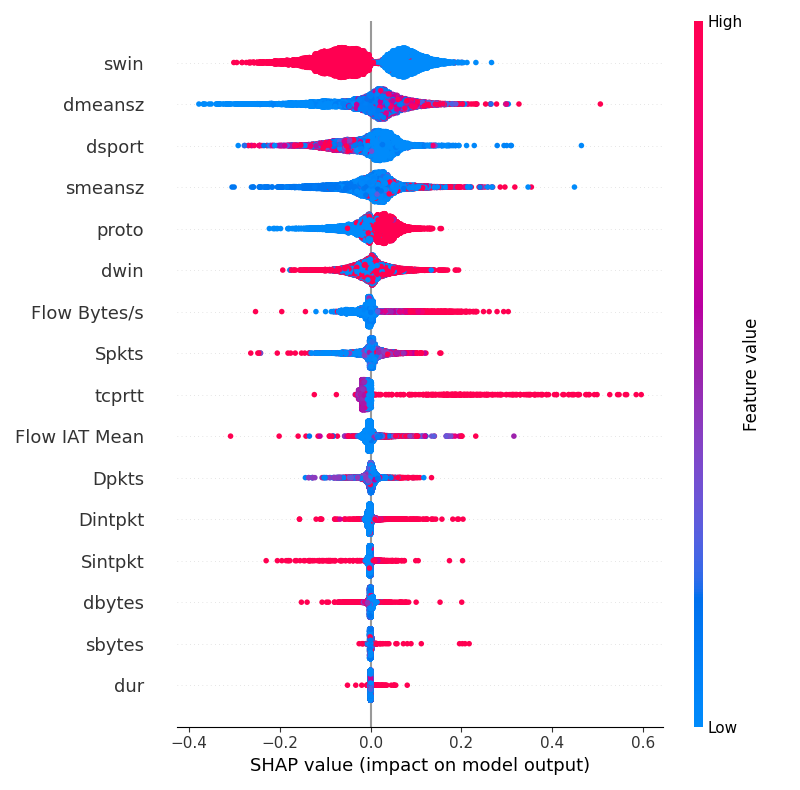 High
swin
dmeansz
dsport
smeansz
proto
dwin
Flow Bytes/s
Spkts
tcprtt
Flow IAT Mean
Dpkts
Dintpkt
Sintpkt
dbytes
sbytes
dur
Feature value
Low
−0.4 −0.2 0.0 0.2 0.4 0.6
SHAP value (impact on model output)